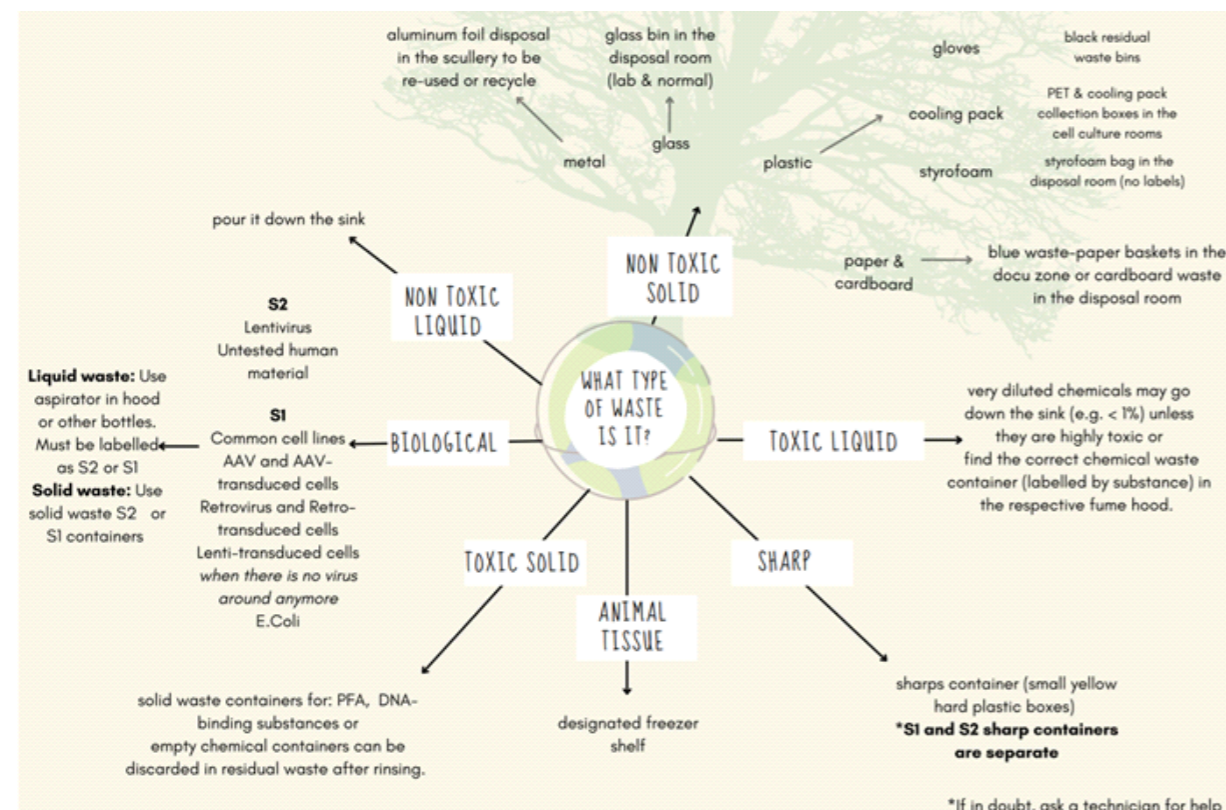 aluminum foil disposal
in the scullery to be
re-used or recycle
glass bin in the
disposal room
(lab & normal)
metal
glass
plastic
gloves
black residual
waste bins
cooling pack
PET & cooling pack
collection boxes in the
cell culture rooms
styrofoam
styrofoam bag in the
disposal room (no labels)
paper &
cardboard
blue waste-paper baskets in the
docu zone or cardboard waste
in the disposal room
NON TOXIC
SOLID
pour it down the sink
NON TOXIC
LIQUID
WHAT TYPE
OF WASTE
IS IT?
BIOLOGICAL
S2
Lentivirus
Untested human
material
S1
Common cell lines
AAV and AAV-
transduced cells
Retrovirus and Retro-
transduced cells
Lenti-transduced cells
when there is no virus
around anymore
E.Coli
Liquid waste: Use
aspirator in hood
or other bottles.
Must be labelled
as S2 or S1
Solid waste: Use
solid waste S2 or
S1 containers
TOXIC LIQUID
very diluted chemicals may go
down the sink (e.g. < 1%) unless
they are highly toxic or
find the correct chemical waste
container (labelled by substance) in
the respective fume hood.
TOXIC SOLID
solid waste containers for: PFA, DNA-
binding substances or
empty chemical containers can be
discarded in residual waste after rinsing.
ANIMAL
TISSUE
designated freezer
shelf
SHARP
sharps container (small yellow
hard plastic boxes)
*S1 and S2 sharp containers
are separate
*If in doubt, ask a technician for help